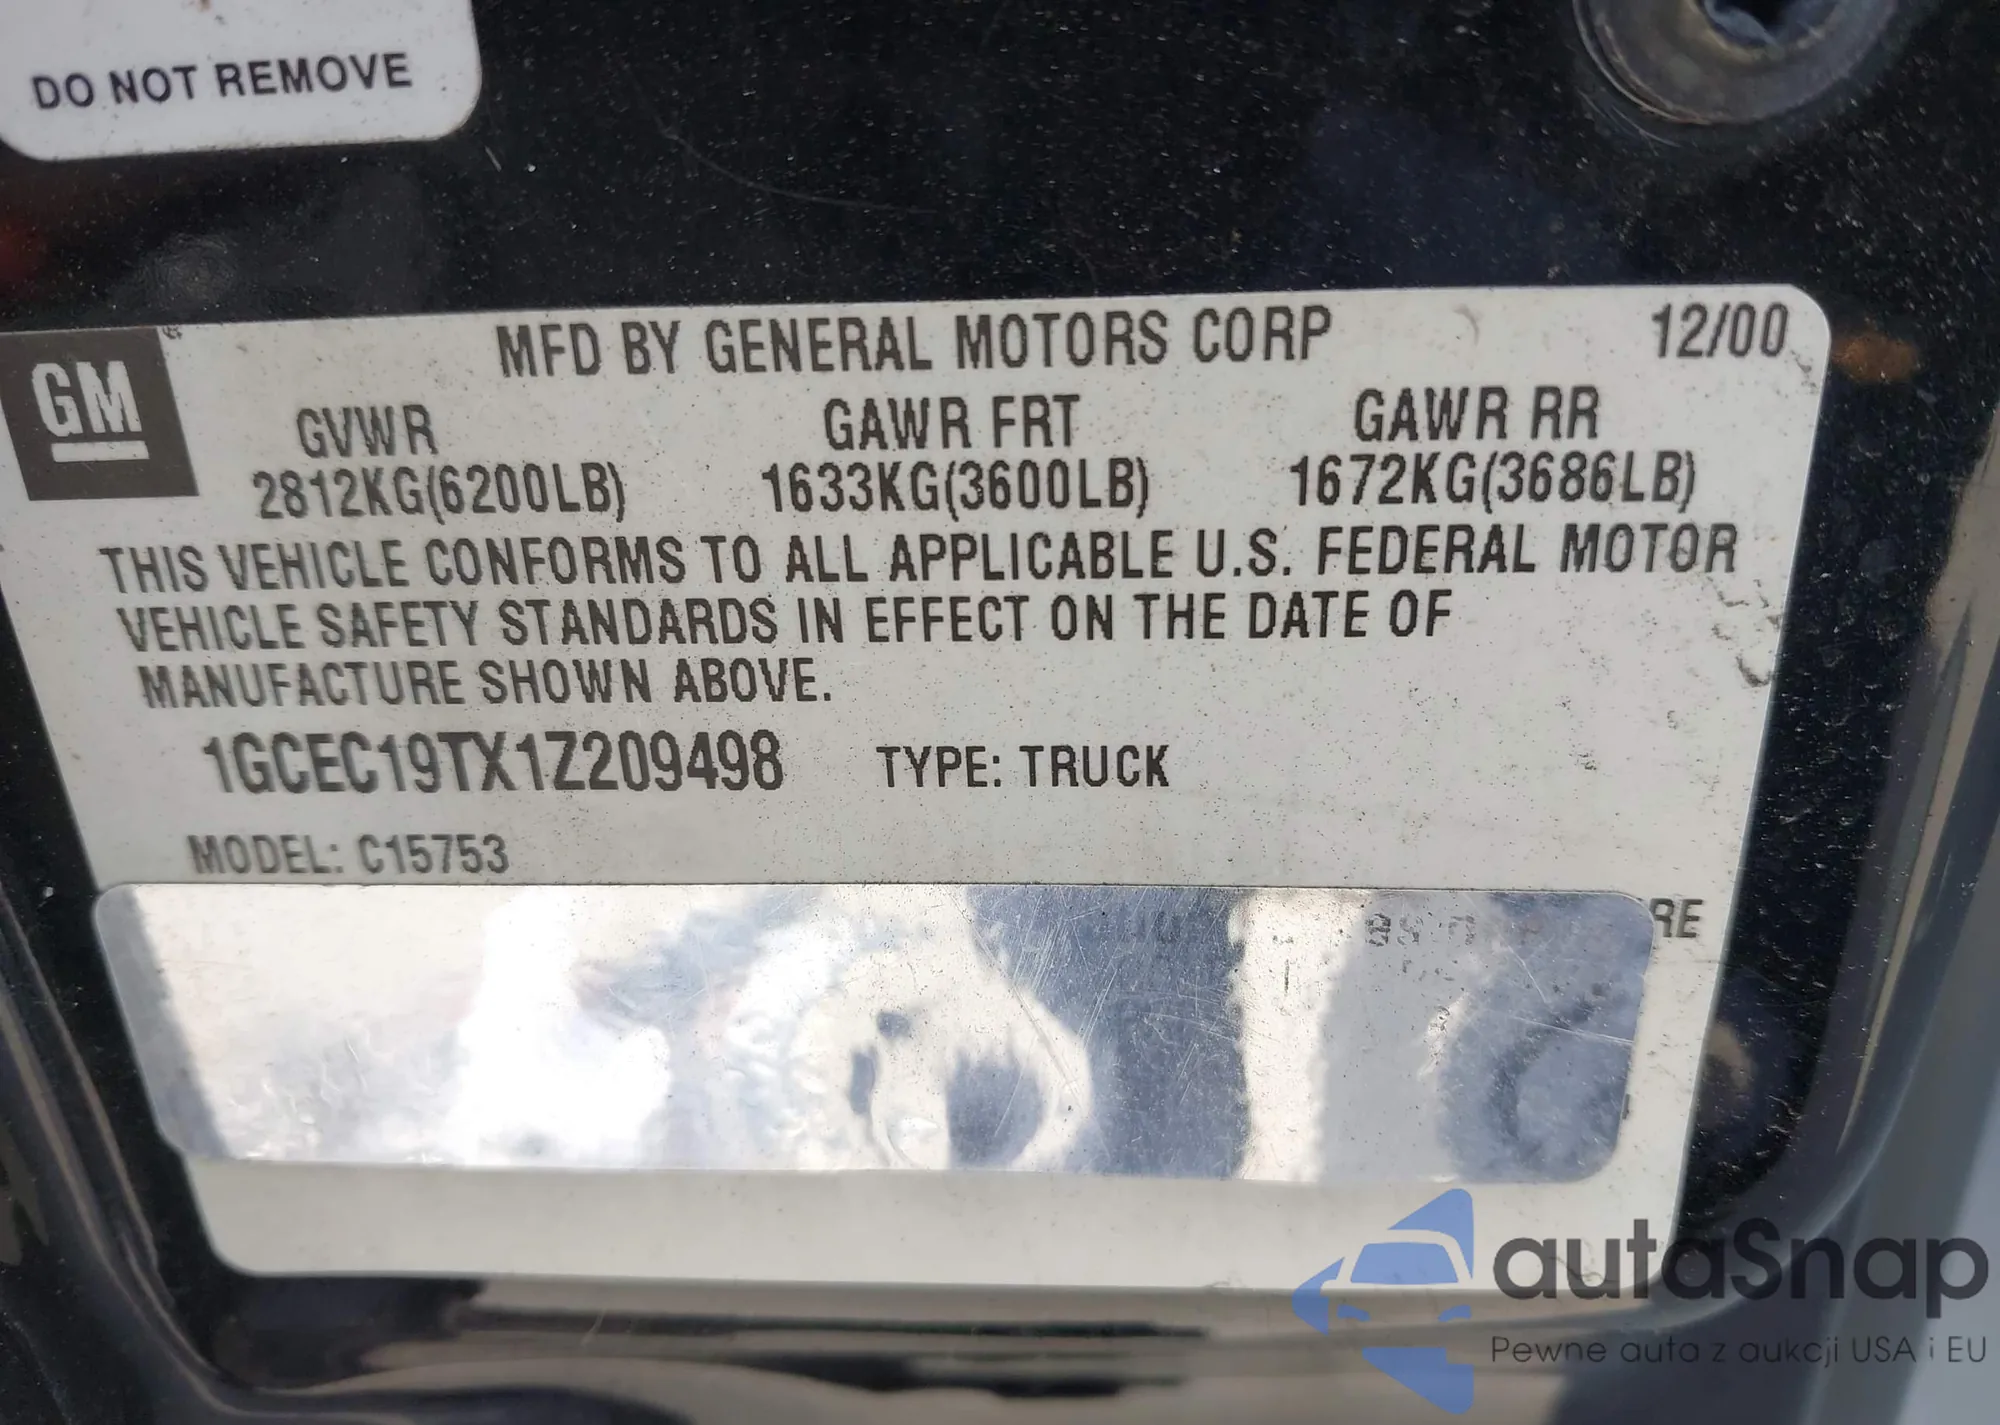 DO NOT REMOVE
GM
MFD BY GENERAL MOTORS CORP 12/00
GVWR GAWR FRT GAWR RR
2812KG(6200LB) 1633KG(3600LB) 1672KG(3686LB)
THIS VEHICLE CONFORMS TO ALL APPLICABLE U.S. FEDERAL MOTOR
VEHICLE SAFETY STANDARDS IN EFFECT ON THE DATE OF
MANUFACTURE SHOWN ABOVE.
1GCEC19TX1Z209498 TYPE: TRUCK
MODEL: C15753
RE
autaSnap
Pewne auta z aukcji USA i EU